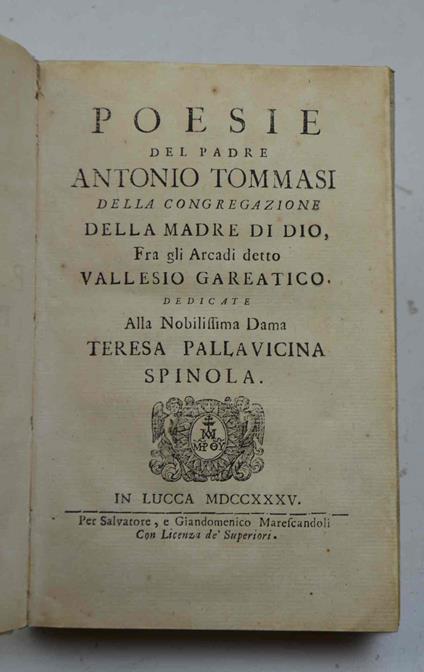 POESIE
DEL PADRE
ANTONIO TOMMASI
DELLA CONGREGAZIONE
DELLA MADRE DI DIO,
Fra gli Arcadi detto
VALLESIO GAREATICO.
DEDICATE
Alla Nobiliſſima Dama
TERESA PALLAVICINA
SPINOLA.
IN LUCCA MDCCXXXV.
Per Salvatore, e Giandomenico Mareſcandoli
Con Licenza de' Superiori.